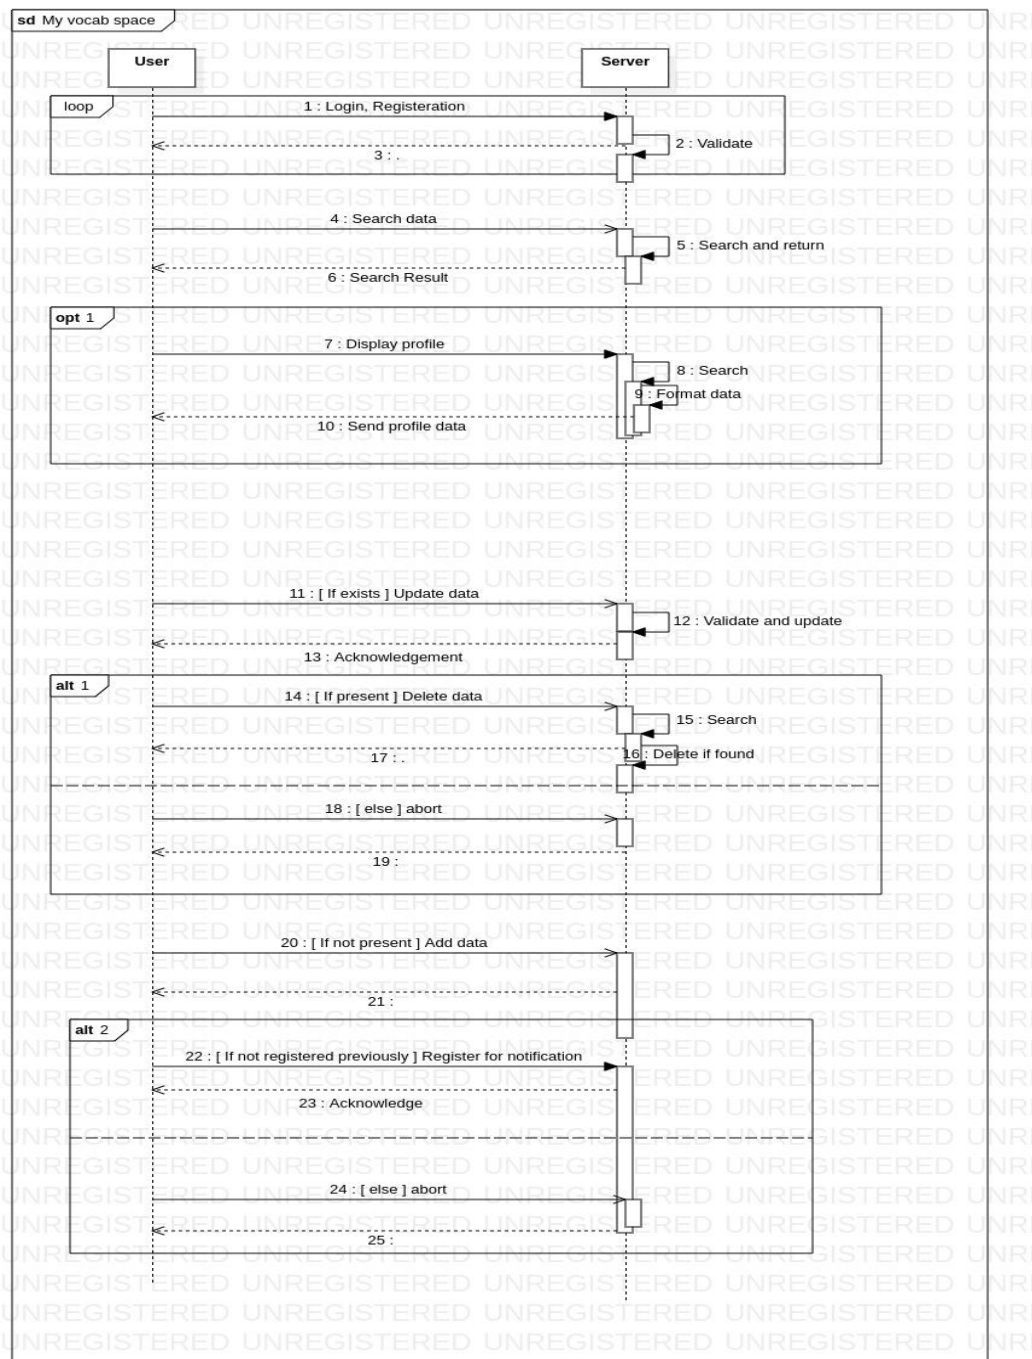 sd My vocab space
User
Server
loop
1 : Login, Registeration
2 : Validate
3 : .
4 : Search data
5 : Search and return
6 : Search Result
opt 1
7 : Display profile
8 : Search
9 : Format data
10 : Send profile data
11 : [ If exists ] Update data
12 : Validate and update
13 : Acknowledgement
alt 1
14 : [ If present ] Delete data
15 : Search
16 : Delete if found
17 : .
18 : [ else ] abort
19 :
20 : [ If not present ] Add data
21 :
alt 2
22 : [ If not registered previously ] Register for notification
23 : Acknowledge
24 : [ else ] abort
25 :
UNREGISTERED UNREGISTERED UNREGISTERED UNREGISTERED